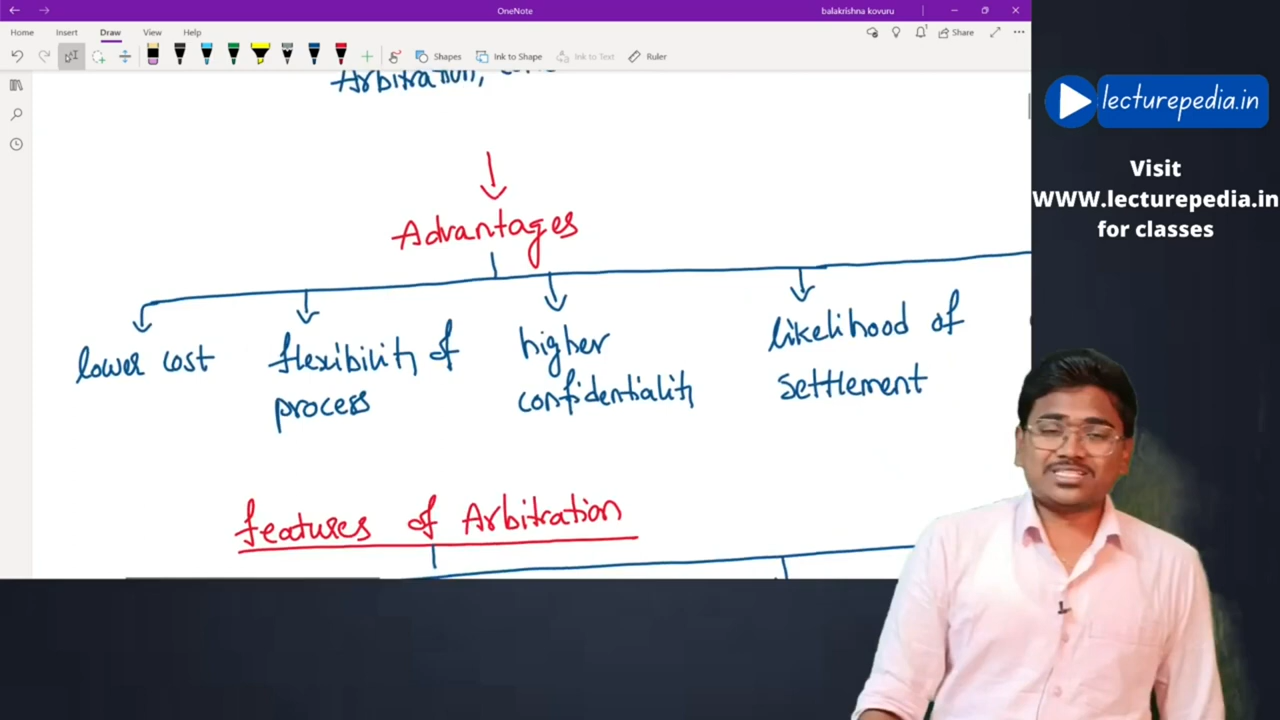 OneNote
balakrishna kovuru
Home Insert Draw View Help
Share
Shapes Ink to Shape Ink to Text Ruler
Arbitration,
Advantages
lower cost
flexibility of
process
higher
confidentiality
likelihood of
settlement
features of Arbitration
lecturepedia.in
Visit
WWW.lecturepedia.in
for classes